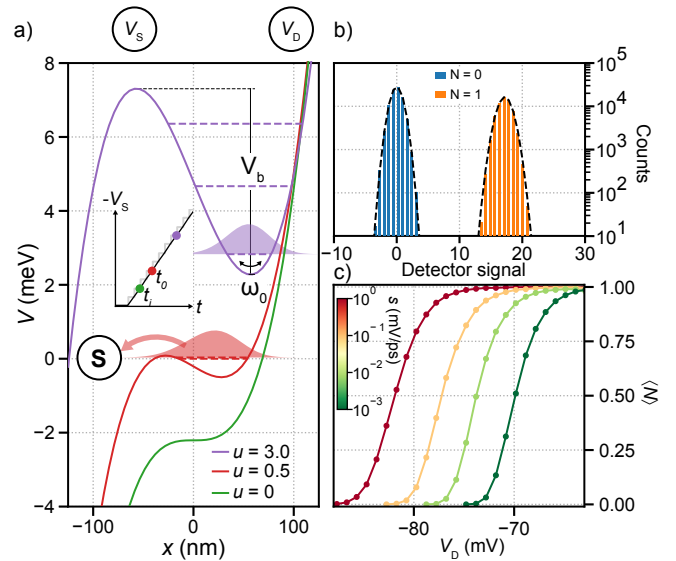 a)
V_S
V_D
8
6
4
2
0
−2
−4
V (meV)
−100
0
100
x (nm)
V_b
ω_0
-V_S
t_0
t_i
t
S
u = 3.0
u = 0.5
u = 0
b)
N = 0
N = 1
10^5
10^4
10^3
10^2
10^1
Counts
−10
0
10
20
30
Detector signal
c)
10^0
10^-1
10^-2
10^-3
s (mV/ps)
1.00
0.75
0.50
0.25
0.00
⟨N⟩
−80
−70
V_D (mV)